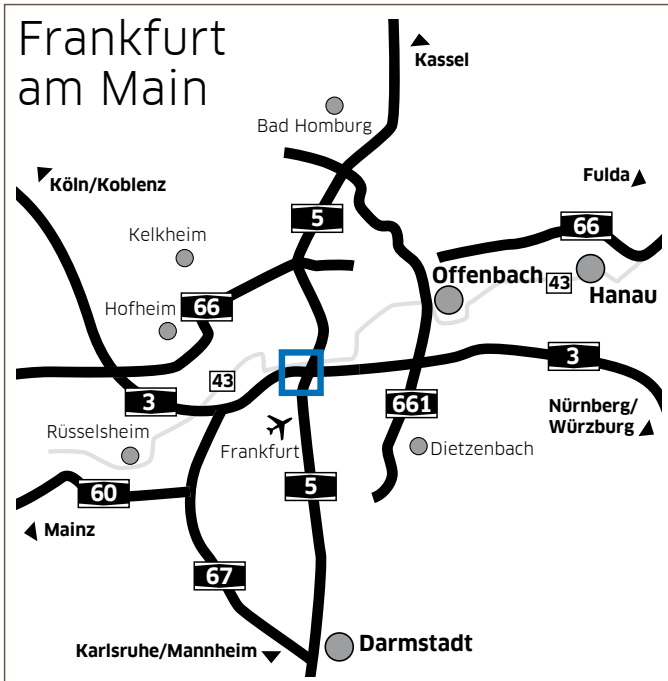 Frankfurt
am Main
Kassel
Bad Homburg
Köln/Koblenz
Fulda
5
66
Kelkheim
Offenbach
43
Hanau
Hofheim
66
3
43
3
661
Nürnberg/
Würzburg
Rüsselsheim
Frankfurt
Dietzenbach
60
5
Mainz
67
Karlsruhe/Mannheim
Darmstadt